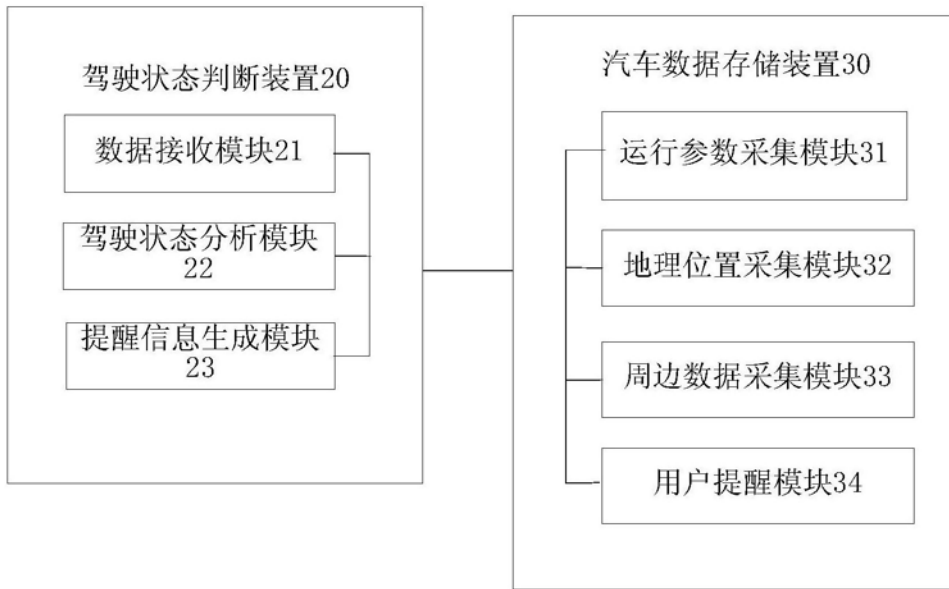 驾驶状态判断装置20
数据接收模块21
驾驶状态分析模块
22
提醒信息生成模块
23
汽车数据存储装置30
运行参数采集模块31
地理位置采集模块32
周边数据采集模块33
用户提醒模块34